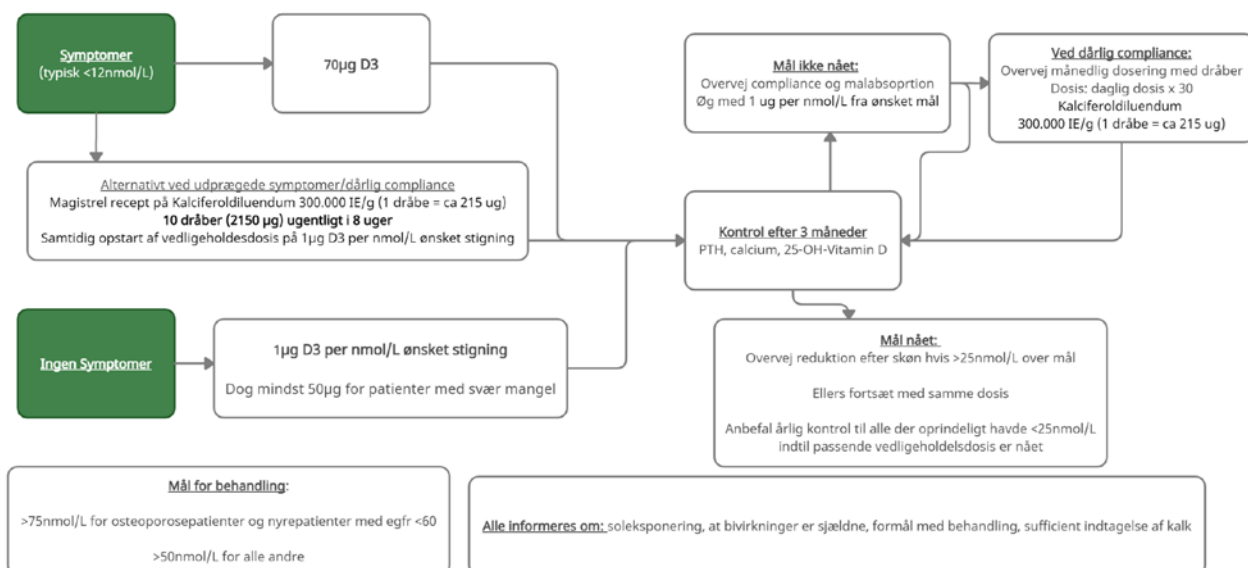 Symptomer
(typisk <12nmol/L)
70µg D3
Mål ikke nået:
Overvej compliance og malabsoprtion
Øg med 1 ug per nmol/L fra ønsket mål
Ved dårlig compliance:
Overvej månedlig dosering med dråber
Dosis: daglig dosis x 30
Kalciferoldiluendum
300.000 IE/g (1 dråbe = ca 215 ug)
Alternativt ved udprægede symptomer/dårlig compliance
Magistrel recept på Kalciferoldiluendum 300.000 IE/g (1 dråbe = ca 215 ug)
10 dråber (2150 µg) ugentligt i 8 uger
Samtidig opstart af vedligeholdesdosis på 1µg D3 per nmol/L ønsket stigning
Kontrol efter 3 måneder
PTH, calcium, 25-OH-Vitamin D
Ingen Symptomer
1µg D3 per nmol/L ønsket stigning
Dog mindst 50µg for patienter med svær mangel
Mål nået:
Overvej reduktion efter skøn hvis >25nmol/L over mål
Ellers fortsæt med samme dosis
Anbefal årlig kontrol til alle der oprindeligt havde <25nmol/L
indtil passende vedligeholdelsdosis er nået
Mål for behandling:
>75nmol/L for osteoporosepatienter og nyrepatienter med egfr <60
>50nmol/L for alle andre
Alle informeres om: soleksponering, at bivirkninger er sjældne, formål med behandling, sufficient indtagelse af kalk